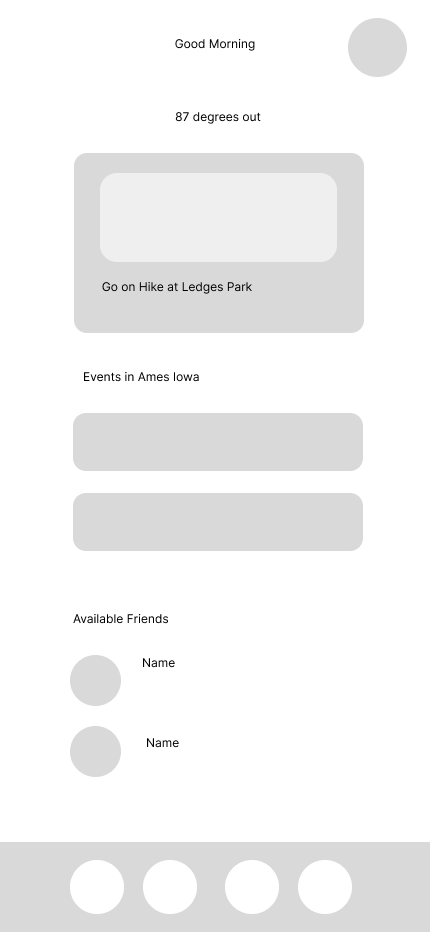 Good Morning
87 degrees out
Go on Hike at Ledges Park
Events in Ames Iowa
Available Friends
Name
Name